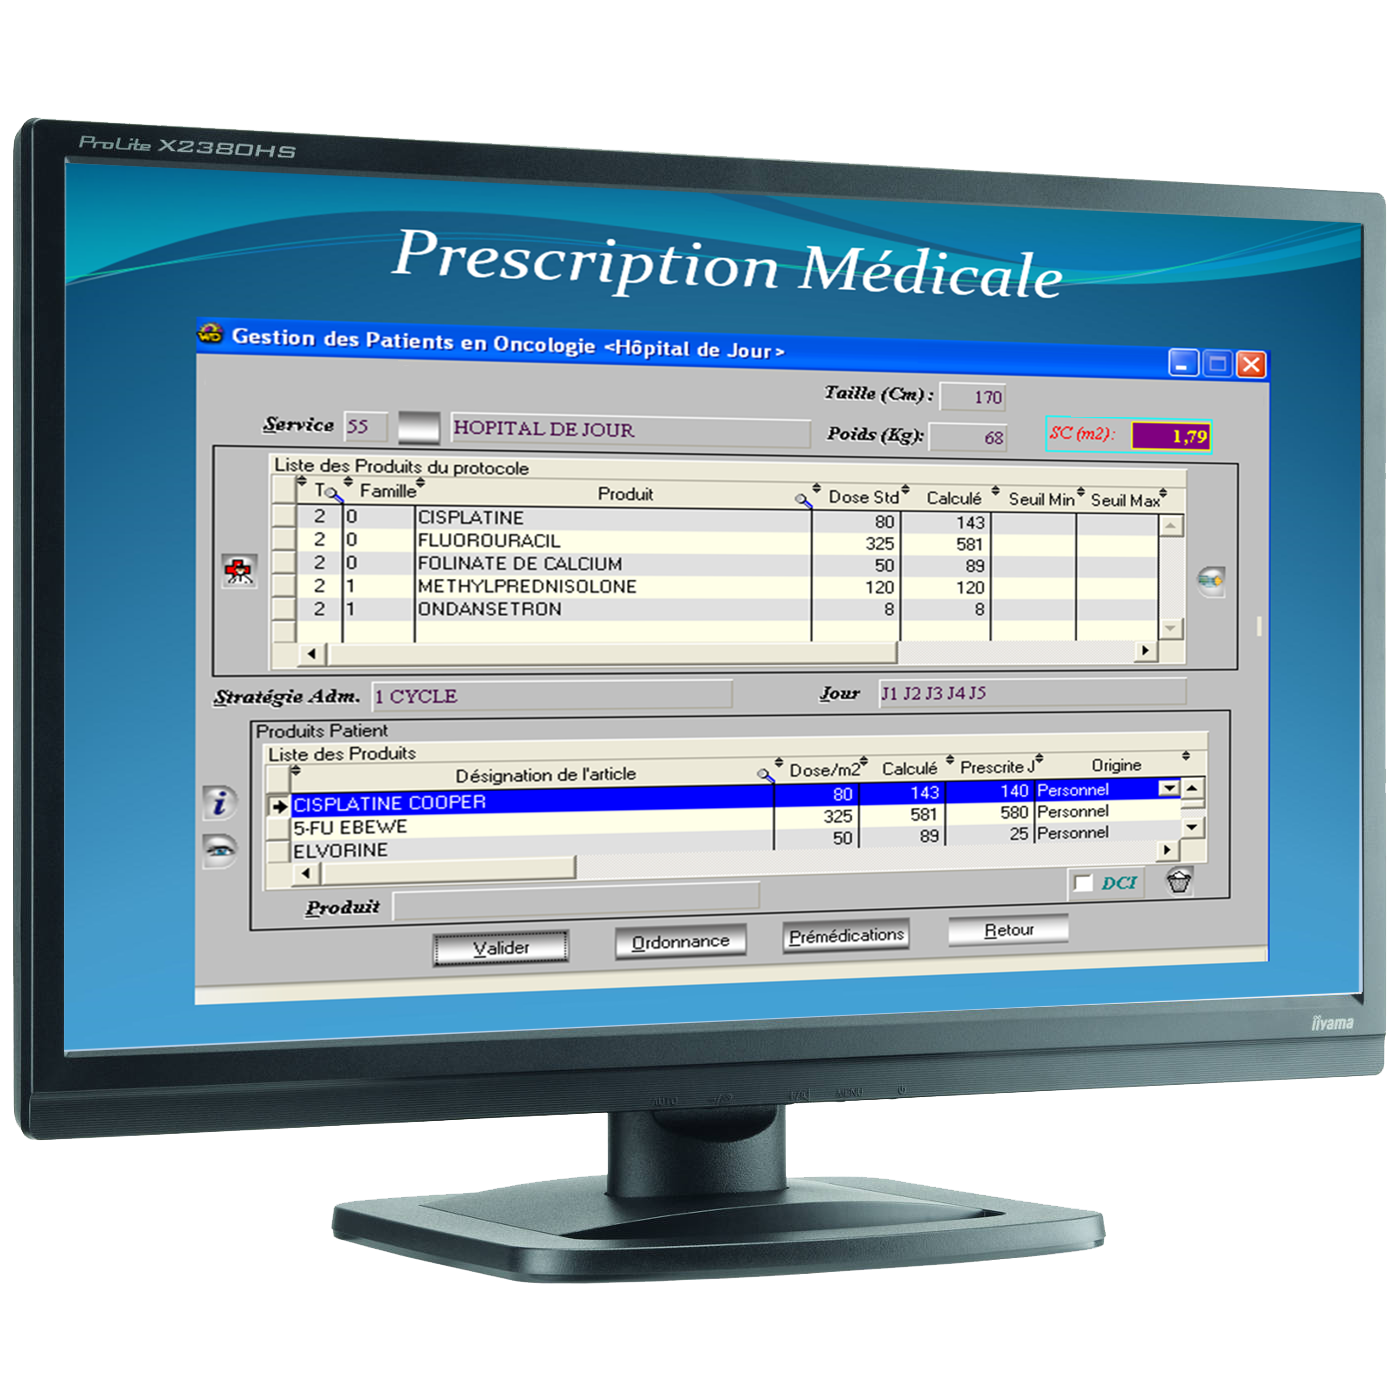 ProLite X2380HS
Prescription Médicale
Gestion des Patients en Oncologie <Hôpital de Jour>
Taille (Cm) : 170
Service 55 HOPITAL DE JOUR Poids (Kg): 68 SC (m2): 1,79
Liste des Produits du protocole
T Famille Produit Dose Std Calculé Seuil Min Seuil Max
2 0 CISPLATINE 80 143
2 0 FLUOROURACIL 325 581
2 0 FOLINATE DE CALCIUM 50 89
2 1 METHYLPREDNISOLONE 120 120
2 1 ONDANSETRON 8 8
Stratégie Adm. 1 CYCLE Jour J1 J2 J3 J4 J5
Produits Patient
Liste des Produits
Désignation de l'article Dose/m2 Calculé Prescrite J Origine
CISPLATINE COOPER 80 143 140 Personnel
5-FU EBEWE 325 581 580 Personnel
ELVORINE 50 89 25 Personnel
DCI
Produit
Valider Ordonnance Prémédications Retour
iiyama
AUTO MENU